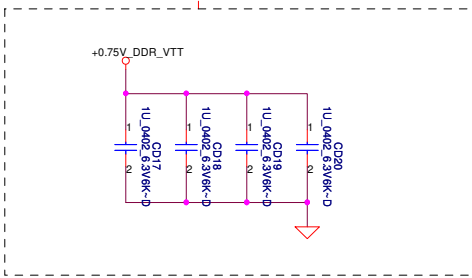 +0.75V_DDR_VTT
1
2
CD17
1U_0402_6.3V6K~D
1
2
CD18
1U_0402_6.3V6K~D
1
2
CD19
1U_0402_6.3V6K~D
1
2
CD20
1U_0402_6.3V6K~D